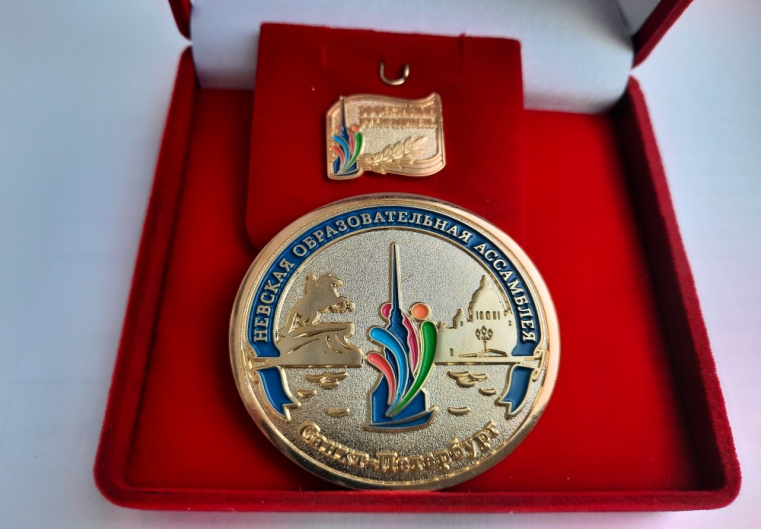 НЕВСКАЯ ОБРАЗОВАТЕЛЬНАЯ АССАМБЛЕЯ
Санкт-Петербург